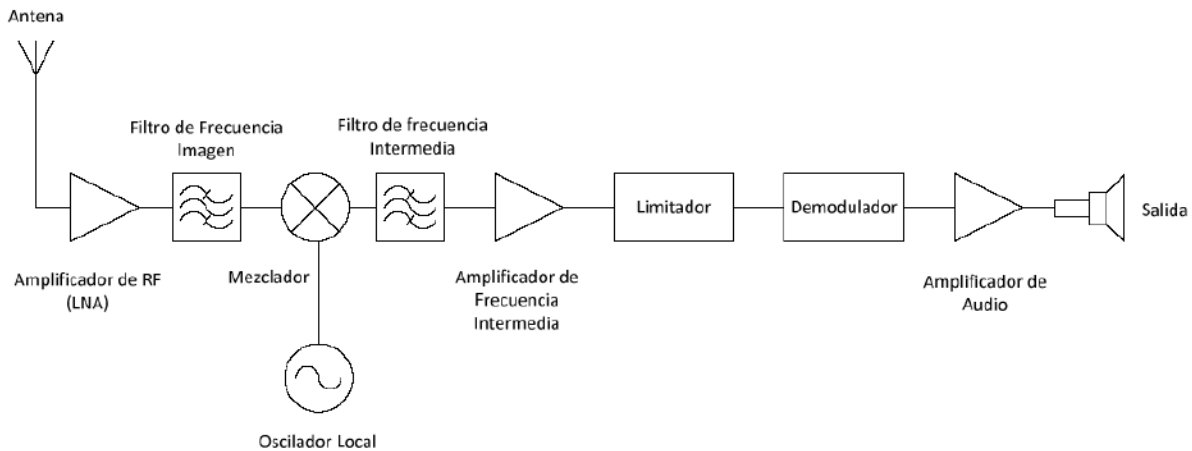 Antena
Filtro de Frecuencia
Imagen
Filtro de frecuencia
Intermedia
Limitador
Demodulador
Salida
Amplificador de RF
(LNA)
Mezclador
Amplificador de
Frecuencia
Intermedia
Amplificador de
Audio
Oscilador Local